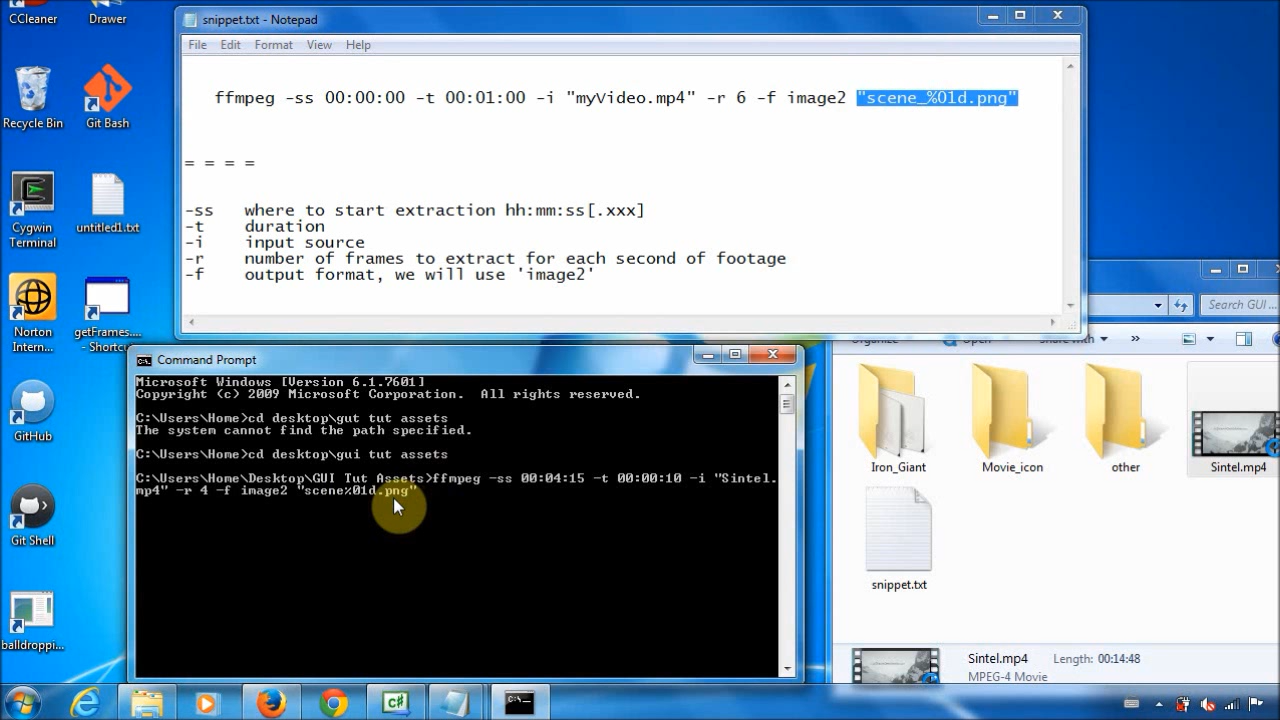 CCleaner
Drawer
Recycle Bin
Git Bash
Cygwin
Terminal
untitled1.txt
Norton
Intern...
getFrames....
- Shortcu
GitHub
Git Shell
balldroppi...
snippet.txt - Notepad
File Edit Format View Help
ffmpeg -ss 00:00:00 -t 00:01:00 -i "myVideo.mp4" -r 6 -f image2 "scene_%01d.png"
= = = =
-ss where to start extraction hh:mm:ss[.xxx]
-t duration
-i input source
-r number of frames to extract for each second of footage
-f output format, we will use 'image2'
Command Prompt
Microsoft Windows [Version 6.1.7601]
Copyright (c) 2009 Microsoft Corporation. All rights reserved.
C:\Users\Home>cd desktop\gut tut assets
The system cannot find the path specified.
C:\Users\Home>cd desktop\gui tut assets
C:\Users\Home\Desktop\GUI Tut Assets>ffmpeg -ss 00:04:15 -t 00:00:10 -i "Sintel.
mp4" -r 4 -f image2 "scene%01d.png"
Search GUI ...
Organize Open Share with »
Iron_Giant
Movie_icon
other
Sintel.mp4
snippet.txt
Sintel.mp4 Length: 00:14:48
MPEG-4 Movie